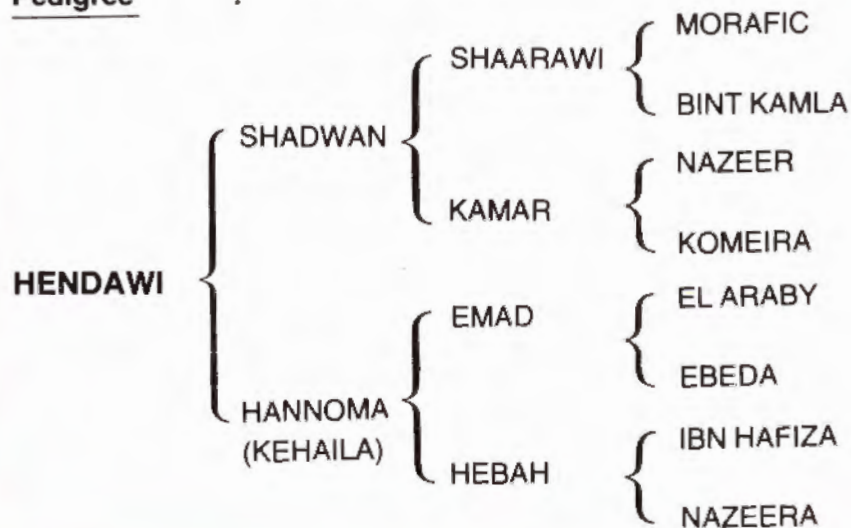 Pedigree :
MORAFIC
SHAARAWI
BINT KAMLA
SHADWAN
NAZEER
KAMAR
KOMEIRA
HENDAWI
EL ARABY
EMAD
EBEDA
HANNOMA
(KEHAILA)
IBN HAFIZA
HEBAH
NAZEERA